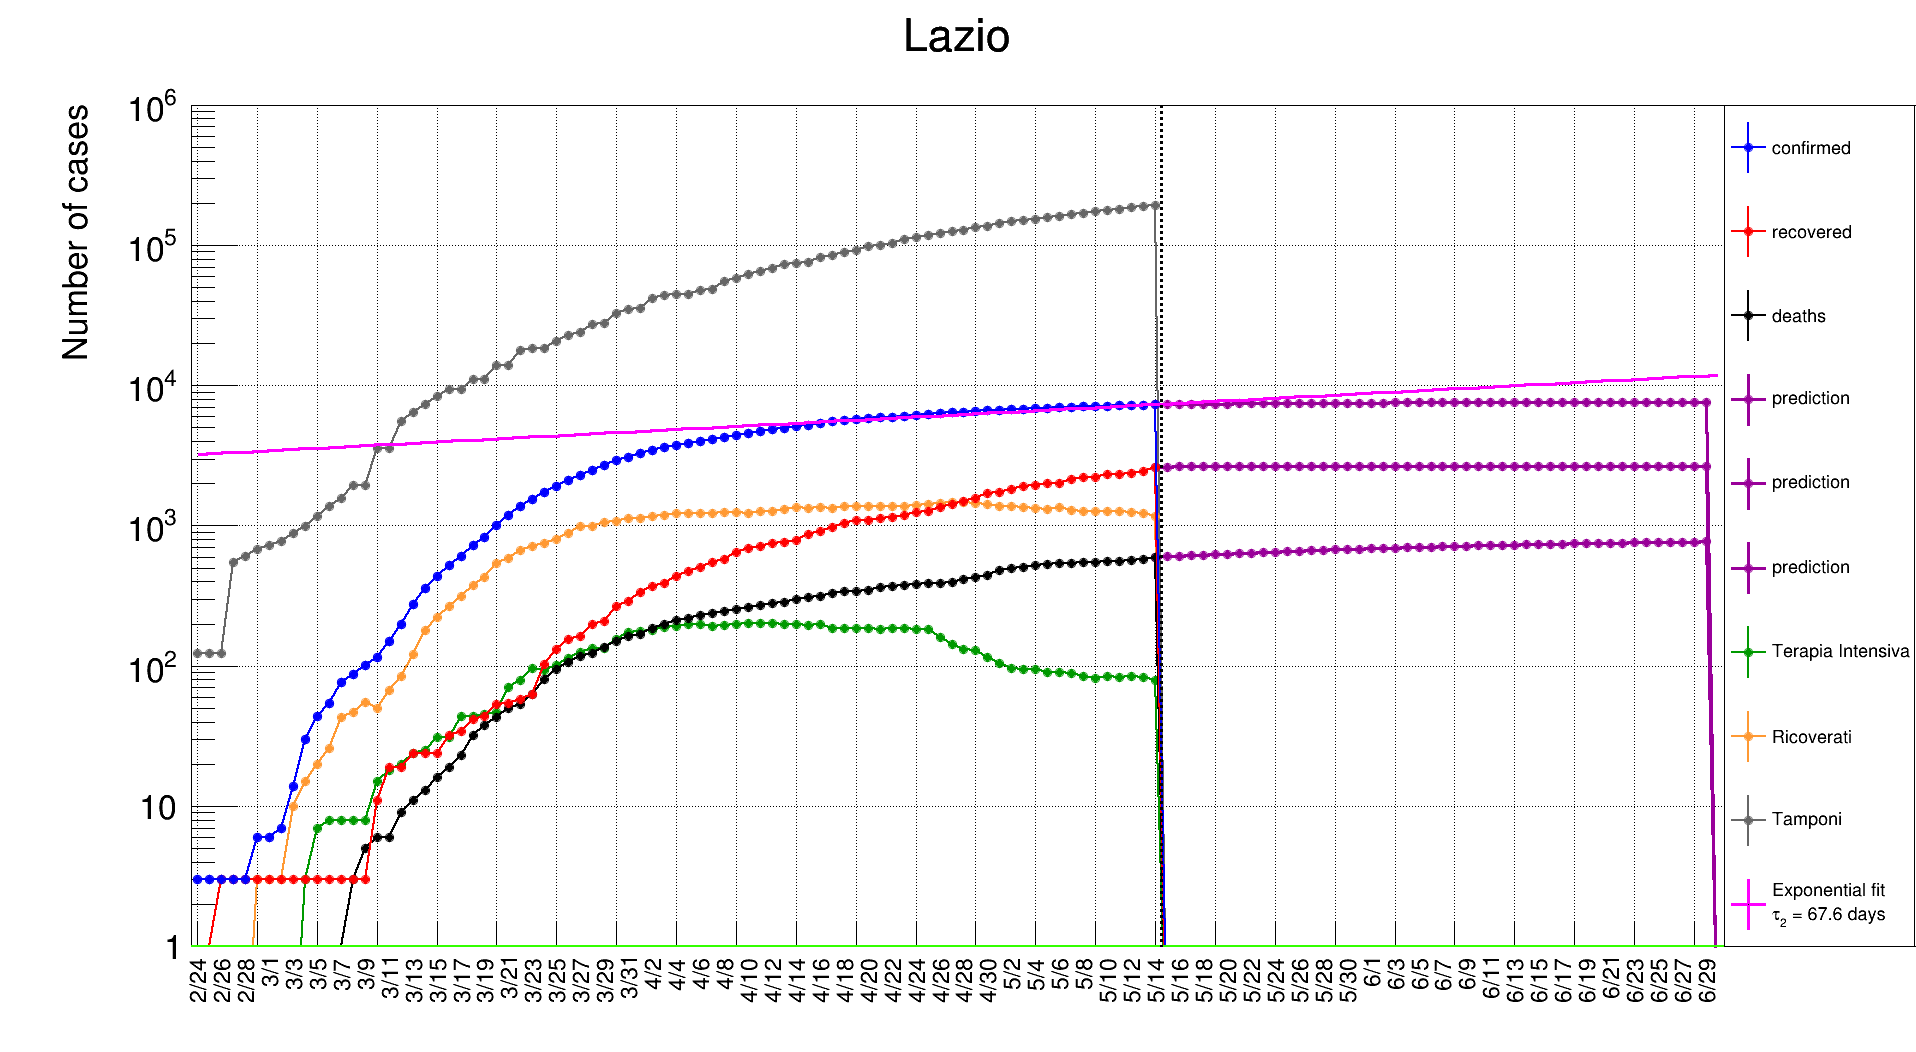 Lazio
Number of cases
10^6
10^5
10^4
10^3
10^2
10
1
2/24 2/26 2/28 3/1 3/3 3/5 3/7 3/9 3/11 3/13 3/15 3/17 3/19 3/21 3/23 3/25 3/27 3/29 3/31 4/2 4/4 4/6 4/8 4/10 4/12 4/14 4/16 4/18 4/20 4/22 4/24 4/26 4/28 4/30 5/2 5/4 5/6 5/8 5/10 5/12 5/14 5/16 5/18 5/20 5/22 5/24 5/26 5/28 5/30 6/1 6/3 6/5 6/7 6/9 6/11 6/13 6/15 6/17 6/19 6/21 6/23 6/25 6/27 6/29
confirmed
recovered
deaths
prediction
prediction
prediction
Terapia Intensiva
Ricoverati
Tamponi
Exponential fit
τ₂ = 67.6 days